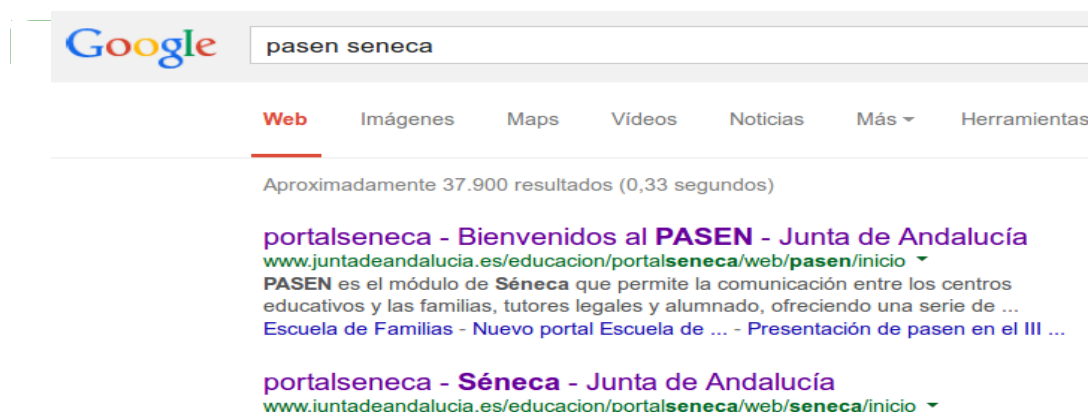 Google
pasen seneca
Web Imágenes Maps Vídeos Noticias Más Herramientas
Aproximadamente 37.900 resultados (0,33 segundos)
portalseneca - Bienvenidos al PASEN - Junta de Andalucía
www.juntadeandalucia.es/educacion/portalseneca/web/pasen/inicio
PASEN es el módulo de Séneca que permite la comunicación entre los centros
educativos y las familias, tutores legales y alumnado, ofreciendo una serie de ...
Escuela de Familias - Nuevo portal Escuela de ... - Presentación de pasen en el III ...
portalseneca - Séneca - Junta de Andalucía
www.juntadeandalucia.es/educacion/portalseneca/web/seneca/inicio